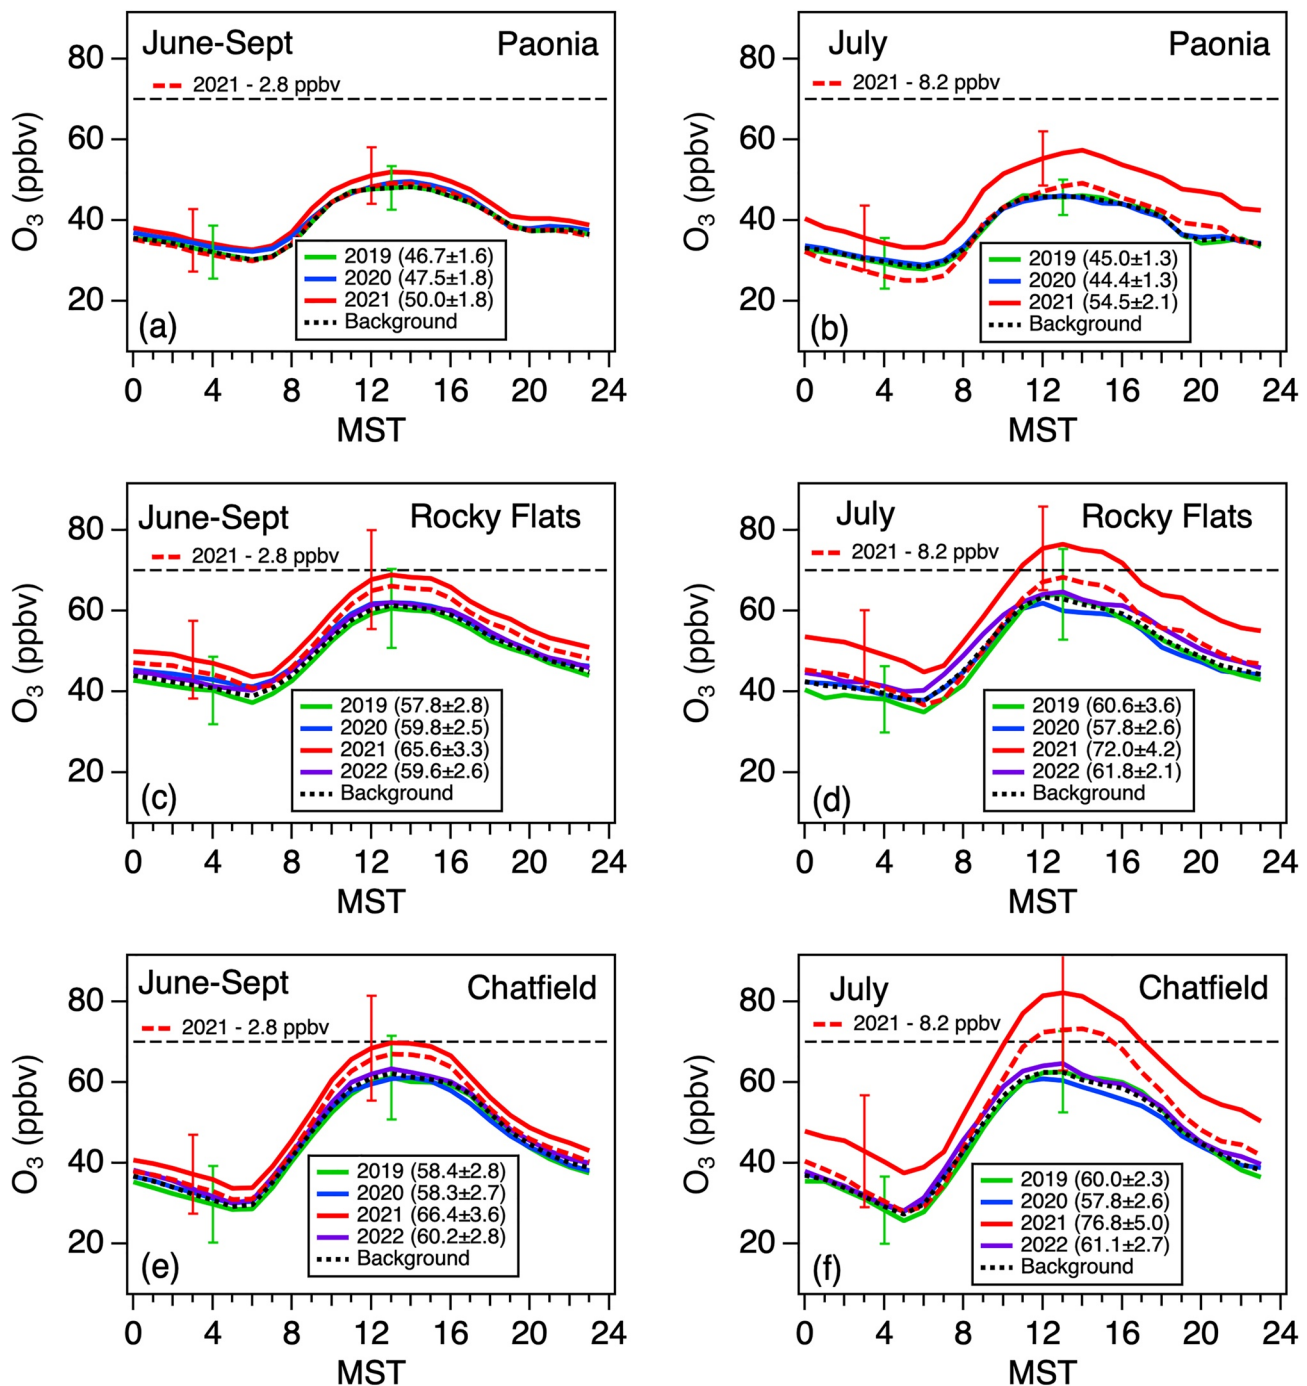 June-Sept Paonia
2021 - 2.8 ppbv
O3 (ppbv)
80
60
40
20
2019 (46.7±1.6)
2020 (47.5±1.8)
2021 (50.0±1.8)
Background
(a)
0 4 8 12 16 20 24
MST
July Paonia
2021 - 8.2 ppbv
O3 (ppbv)
80
60
40
20
2019 (45.0±1.3)
2020 (44.4±1.3)
2021 (54.5±2.1)
Background
(b)
0 4 8 12 16 20 24
MST
June-Sept Rocky Flats
2021 - 2.8 ppbv
O3 (ppbv)
80
60
40
20
2019 (57.8±2.8)
2020 (59.8±2.5)
2021 (65.6±3.3)
2022 (59.6±2.6)
Background
(c)
0 4 8 12 16 20 24
MST
July Rocky Flats
2021 - 8.2 ppbv
O3 (ppbv)
80
60
40
20
2019 (60.6±3.6)
2020 (57.8±2.6)
2021 (72.0±4.2)
2022 (61.8±2.1)
Background
(d)
0 4 8 12 16 20 24
MST
June-Sept Chatfield
2021 - 2.8 ppbv
O3 (ppbv)
80
60
40
20
2019 (58.4±2.8)
2020 (58.3±2.7)
2021 (66.4±3.6)
2022 (60.2±2.8)
Background
(e)
0 4 8 12 16 20 24
MST
July Chatfield
2021 - 8.2 ppbv
O3 (ppbv)
80
60
40
20
2019 (60.0±2.3)
2020 (57.8±2.6)
2021 (76.8±5.0)
2022 (61.1±2.7)
Background
(f)
0 4 8 12 16 20 24
MST